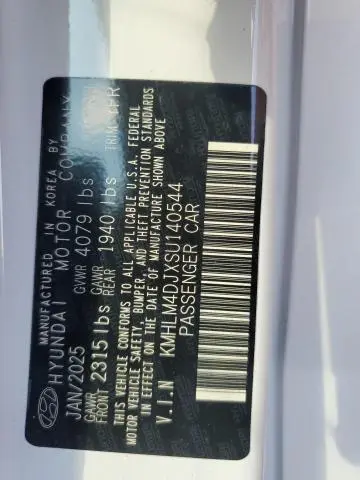 MANUFACTURED IN KOREA BY
HYUNDAI MOTOR COMPANY
JAN/2025 GVWR 4079 lbs
GAWR FRONT 2315 lbs GAWR REAR 1940 lbs TRIM
THIS VEHICLE CONFORMS TO ALL APPLICABLE U.S.A. FEDERAL
MOTOR VEHICLE SAFETY, BUMPER, AND THEFT PREVENTION STANDARDS
IN EFFECT ON THE DATE OF MANUFACTURE SHOWN ABOVE
V.I.N KMHLM4DJXSU140544
PASSENGER CAR